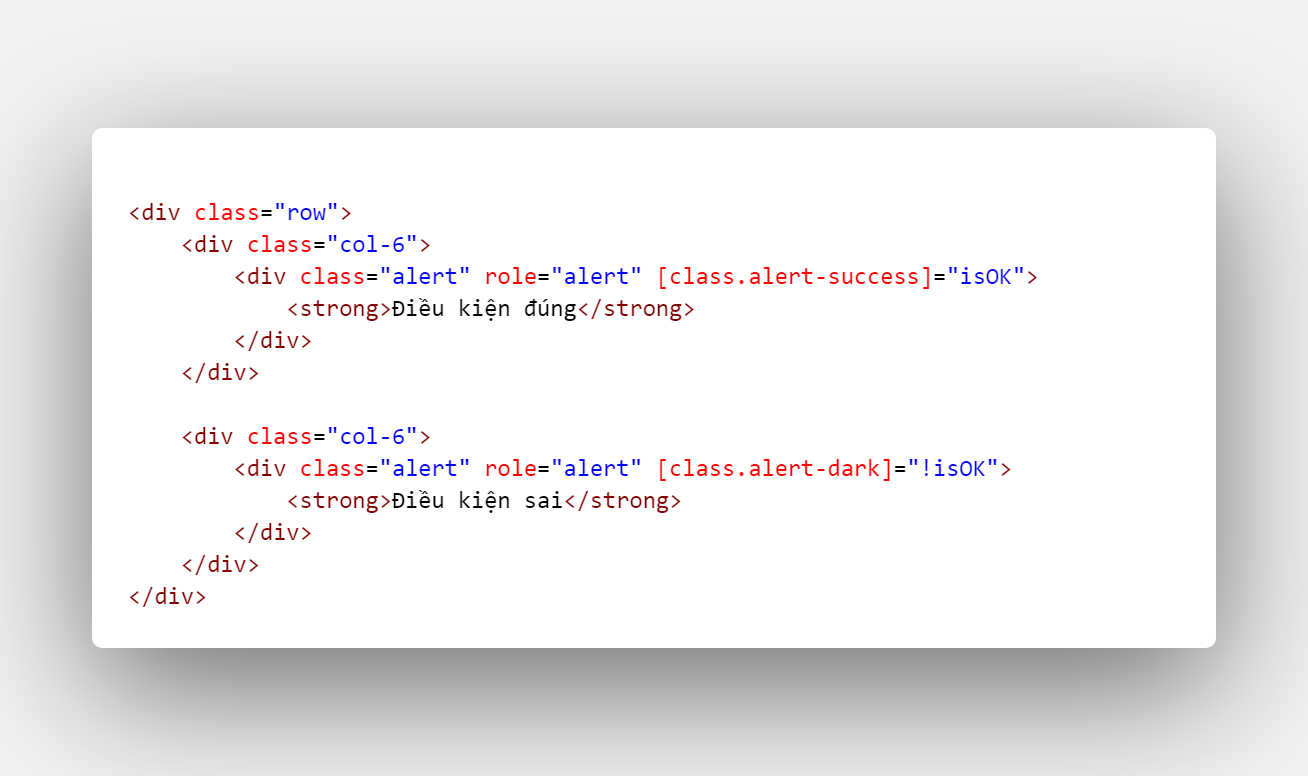 <div class="row">
    <div class="col-6">
        <div class="alert" role="alert" [class.alert-success]="isOK">
            <strong>Điều kiện đúng</strong>
        </div>
    </div>

    <div class="col-6">
        <div class="alert" role="alert" [class.alert-dark]="!isOK">
            <strong>Điều kiện sai</strong>
        </div>
    </div>
</div>